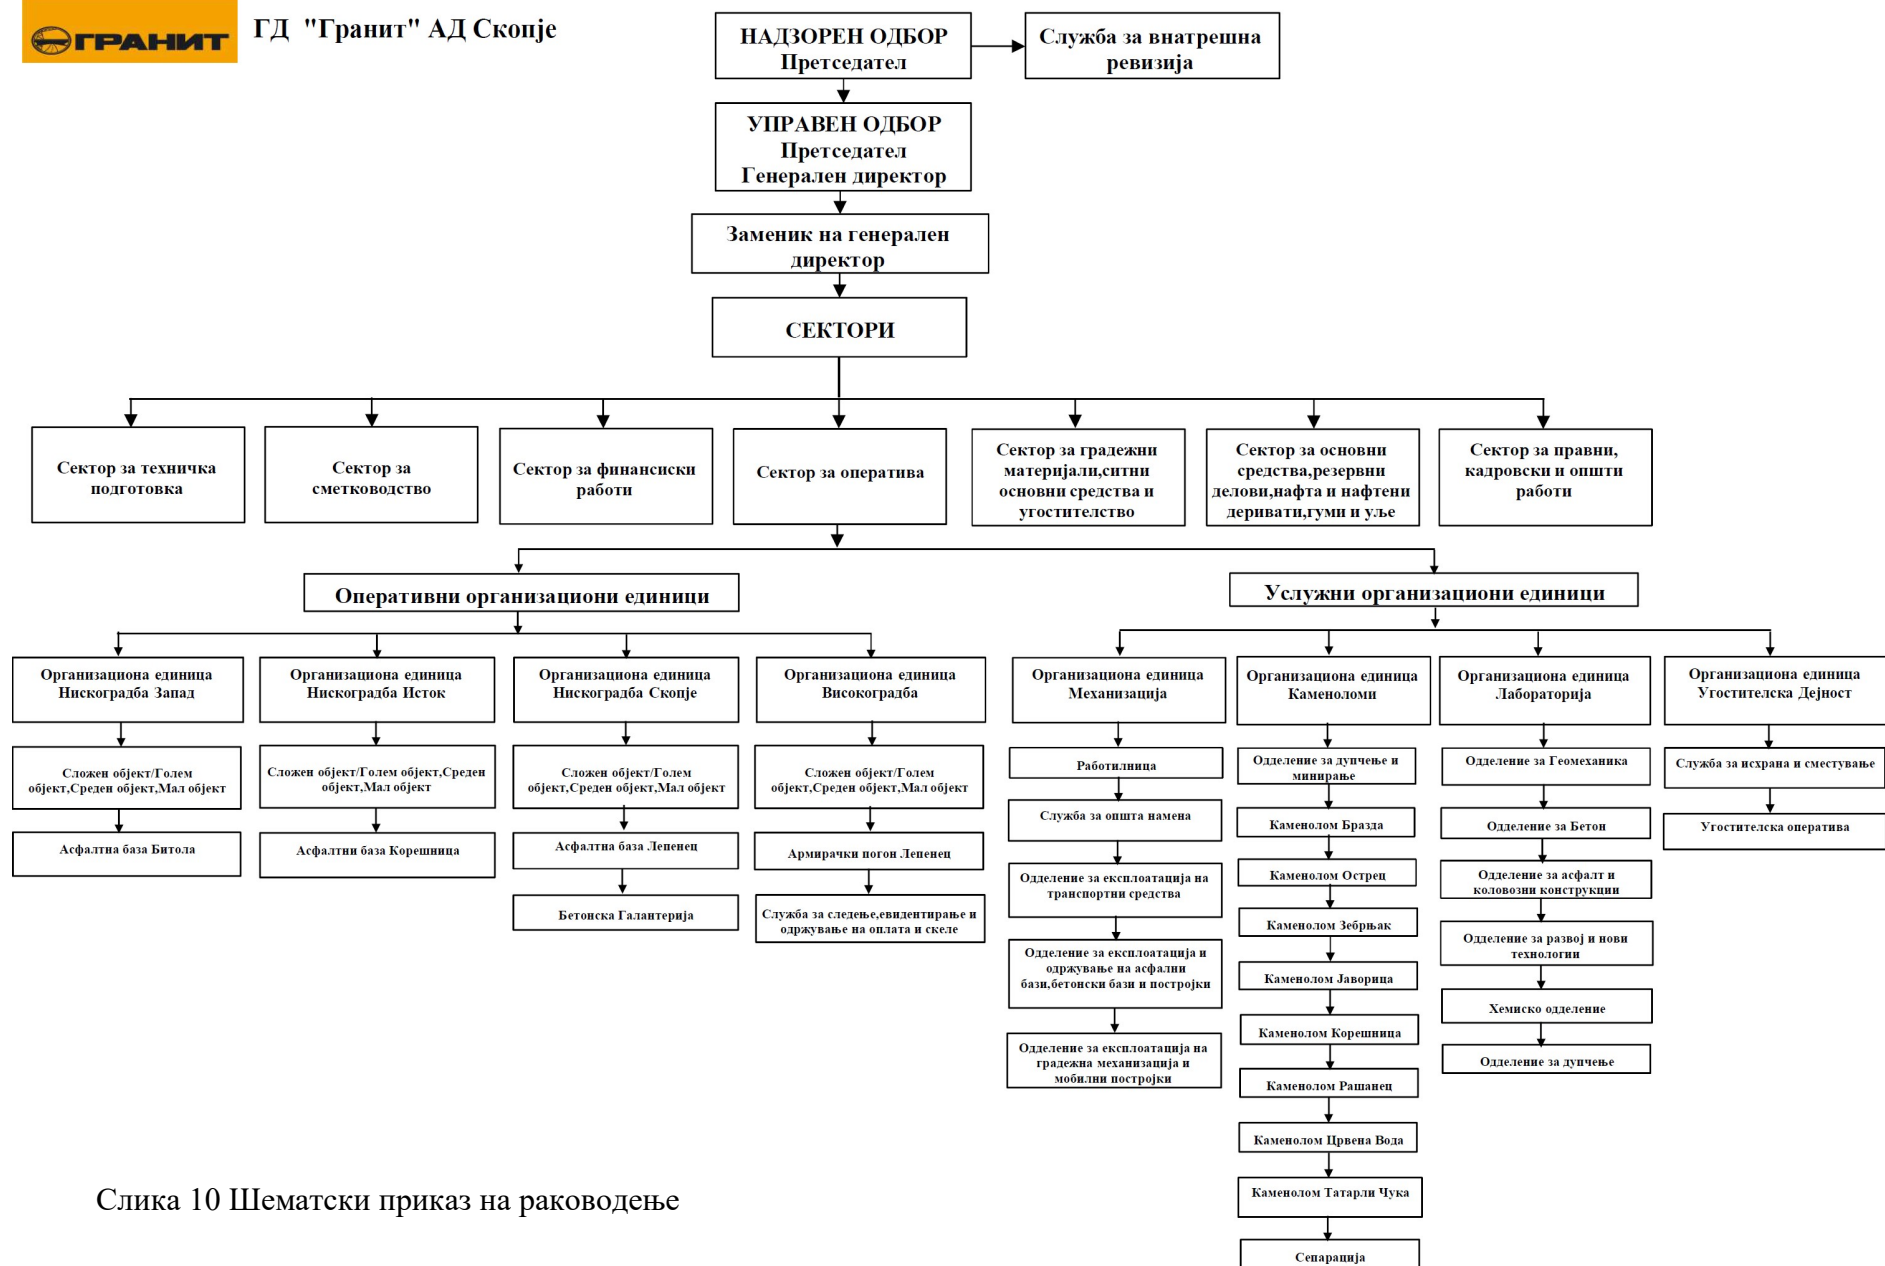 ГРАНИТ
ГД "Гранит" АД Скопје
НАДЗОРЕН ОДБОР
Претседател
Служба за внатрешна
ревизија
УПРАВЕН ОДБОР
Претседател
Генерален директор
Заменик на генерален
директор
СЕКТОРИ
Сектор за техничка
подготовка
Сектор за
сметководство
Сектор за финансиски
работи
Сектор за оператива
Сектор за градежни
материјали,ситни
основни средства и
угостителство
Сектор за основни
средства,резервни
делови,нафта и нафтени
деривати,гуми и уље
Сектор за правни,
кадровски и општи
работи
Оперативни организациони единици
Услужни организациони единици
Организациона единица
Нискоградба Запад
Организациона единица
Нискоградба Исток
Организациона единица
Нискоградба Скопје
Организациона единица
Високоградба
Организациона единица
Механизација
Организациона единица
Каменоломи
Организациона единица
Лабораторија
Организациона единица
Угостителска Дејност
Сложен објект/Голем
објект,Среден објект,Мал објект
Асфалтна база Битола
Сложен објект/Голем објект,Среден
објект,Мал објект
Асфалтни база Корешница
Сложен објект/Голем
објект,Среден објект,Мал објект
Асфалтна база Лепенец
Бетонска Галантерија
Сложен објект/Голем
објект,Среден објект,Мал објект
Армирачки погон Лепенец
Служба за следење,евидентирање и
одржување на оплата и скеле
Работилница
Служба за општа намена
Одделение за експлоатација на
транспортни средства
Одделение за експлоатација и
одржување на асфални
бази,бетонски бази и постројки
Одделение за експлоатација на
градежна механизација и
мобилни постројки
Одделение за дупчење и
минирање
Каменолом Бразда
Каменолом Острец
Каменолом Зебрњак
Каменолом Јаворица
Каменолом Корешница
Каменолом Рашанец
Каменолом Црвена Вода
Каменолом Татарли Чука
Сепарација
Одделение за Геомеханика
Одделение за Бетон
Одделение за асфалт и
коловозни конструкции
Одделение за развој и нови
технологии
Хемиско одделение
Одделение за дупчење
Служба за исхрана и сместување
Угостителска оператива
Слика 10 Шематски приказ на раководење